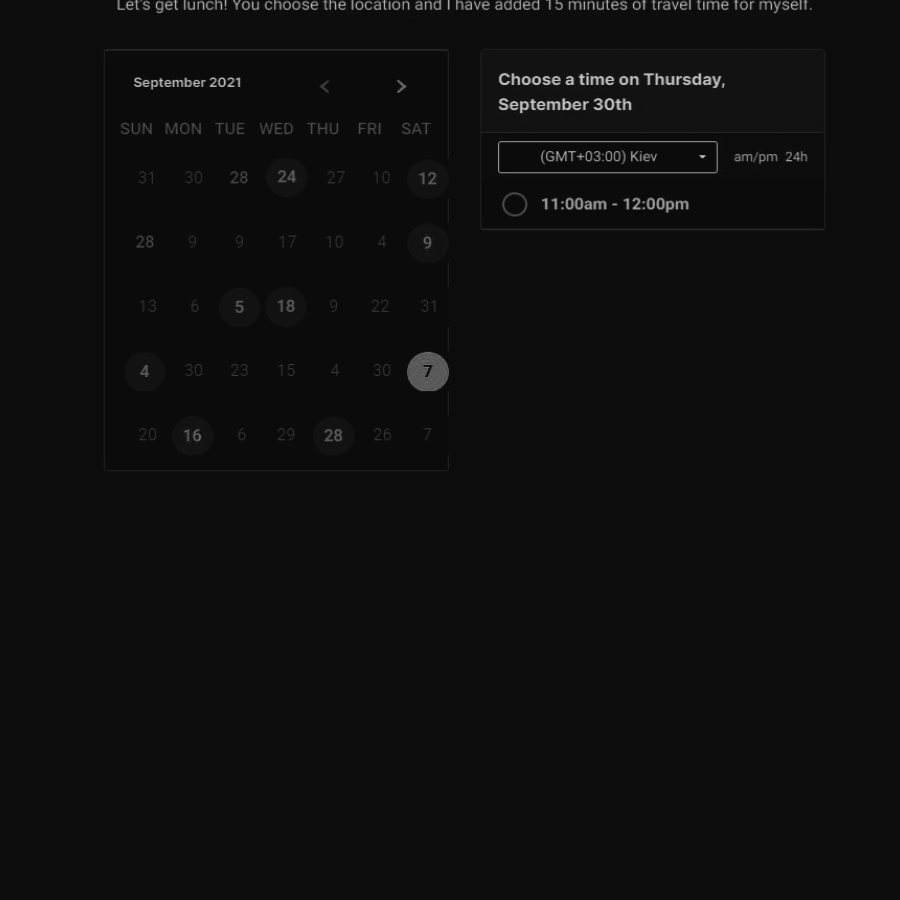 Let's get lunch! You choose the location and I have added 15 minutes of travel time for myself.
September 2021
SUN MON TUE WED THU FRI SAT
31 30 28 24 27 10 12
28 9 9 17 10 4 9
13 6 5 18 9 22 31
4 30 23 15 4 30 7
20 16 6 29 28 26 7
Choose a time on Thursday,
September 30th
(GMT+03:00) Kiev
am/pm 24h
11:00am - 12:00pm